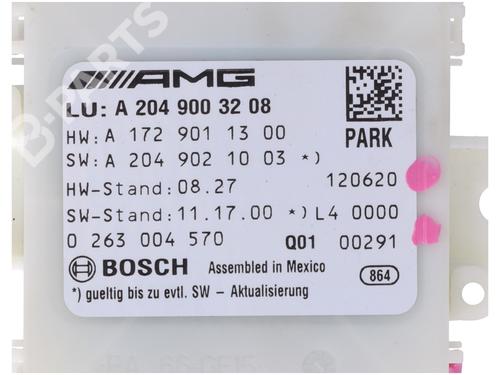 B-PARTS
AMG
LU: A 204 900 32 08
HW: A 172 901 13 00 PARK
SW: A 204 902 10 03 *)
HW-Stand: 08.27 120620
SW-Stand: 11.17.00 *) L4 0000
0 263 004 570 Q01 00291
BOSCH Assembled in Mexico 864
*) gueltig bis zu evtl. SW - Aktualisierung